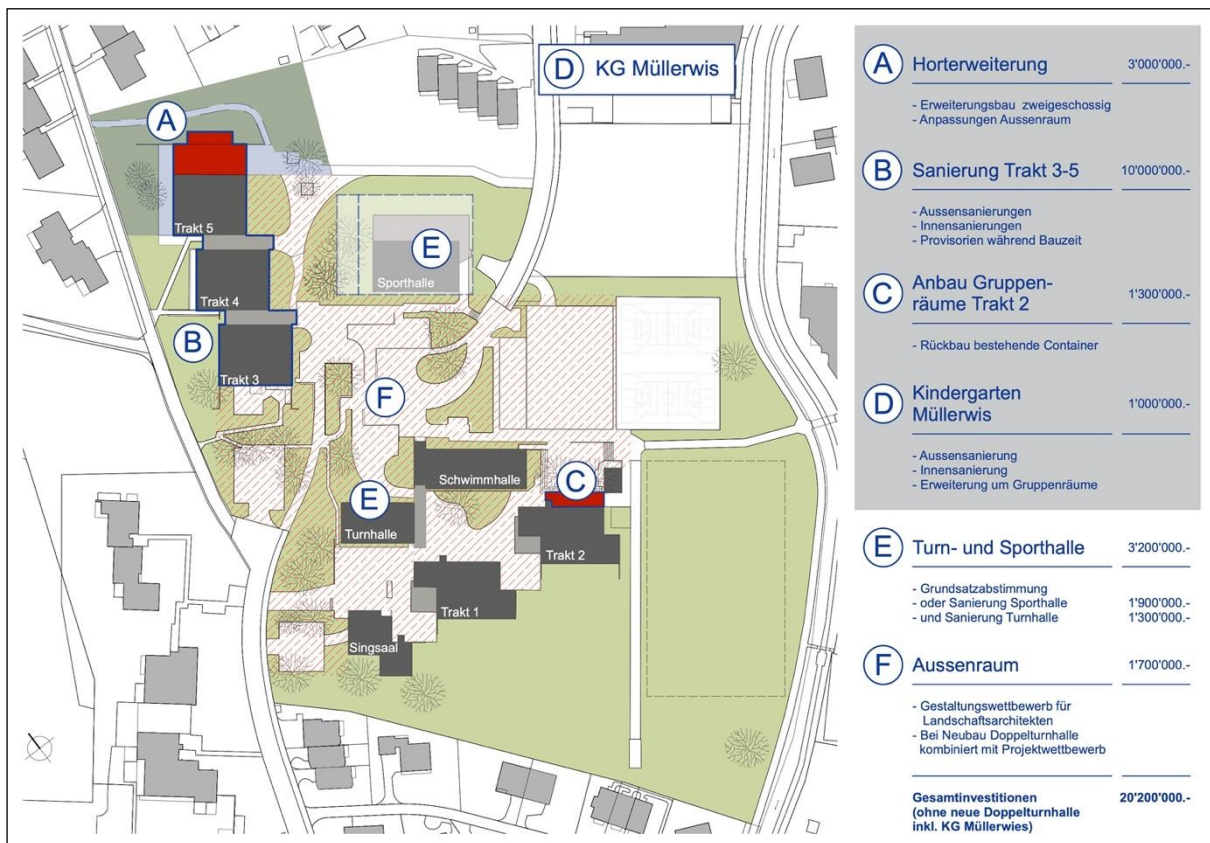 D KG Müllerwis
A
Trakt 5
Trakt 4
B
Trakt 3
E
Sporthalle
F
Schwimmhalle
E
Turnhalle
C
Trakt 2
Trakt 1
Singsaal
A Horterweiterung 3'000'000.-
- Erweiterungsbau zweigeschossig
- Anpassungen Aussenraum
B Sanierung Trakt 3-5 10'000'000.-
- Aussensanierungen
- Innensanierungen
- Provisorien während Bauzeit
C Anbau Gruppen-
räume Trakt 2 1'300'000.-
- Rückbau bestehende Container
D Kindergarten
Müllerwis 1'000'000.-
- Aussensanierung
- Innensanierung
- Erweiterung um Gruppenräume
E Turn- und Sporthalle 3'200'000.-
- Grundsatzabstimmung
- oder Sanierung Sporthalle 1'900'000.-
- und Sanierung Turnhalle 1'300'000.-
F Aussenraum 1'700'000.-
- Gestaltungswettbewerb für
Landschaftsarchitekten
- Bei Neubau Doppelturnhalle
kombiniert mit Projektwettbewerb
Gesamtinvestitionen 20'200'000.-
(ohne neue Doppelturnhalle
inkl. KG Müllerwies)